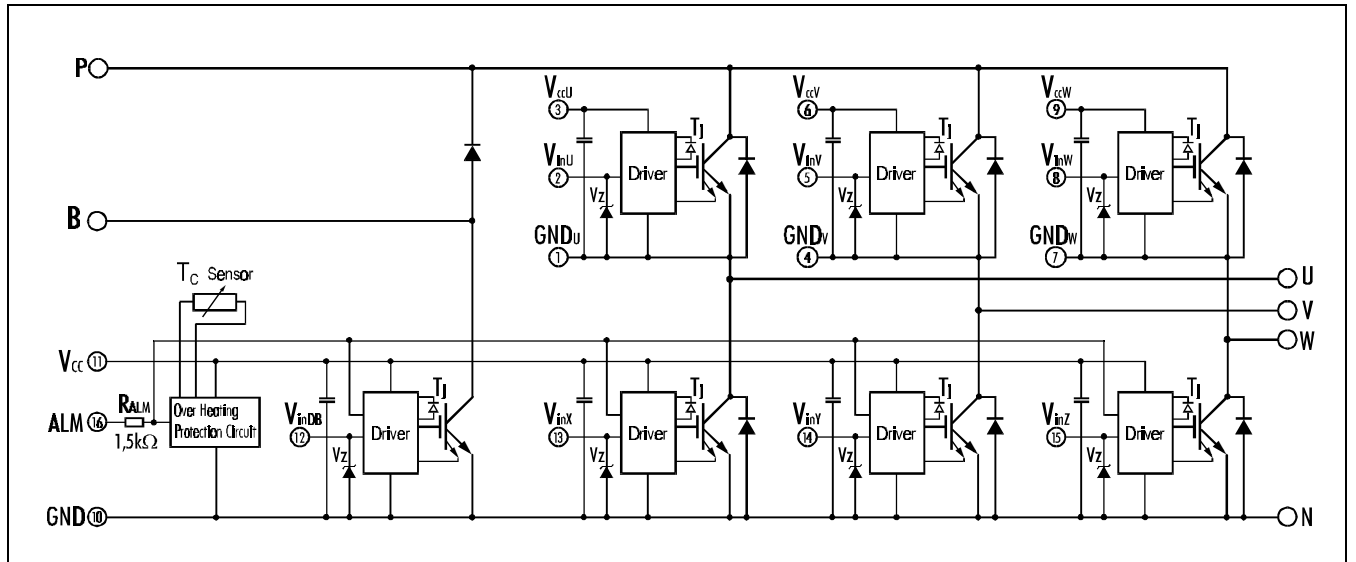 P
VccU
VccV
VccW
3
6
9
TJ
TJ
TJ
VinU
VinV
VinW
Driver
Driver
Driver
2
5
8
Vz
Vz
Vz
B
GNDU
GNDV
GNDW
1
4
7
TC Sensor
U
V
W
Vcc 11
RALM
ALM 16
1,5kΩ
Over Heating
Protection Circuit
TJ
TJ
TJ
TJ
VinDB
VinX
VinY
VinZ
12
13
14
15
Driver
Driver
Driver
Driver
Vz
Vz
Vz
Vz
GND 10
N